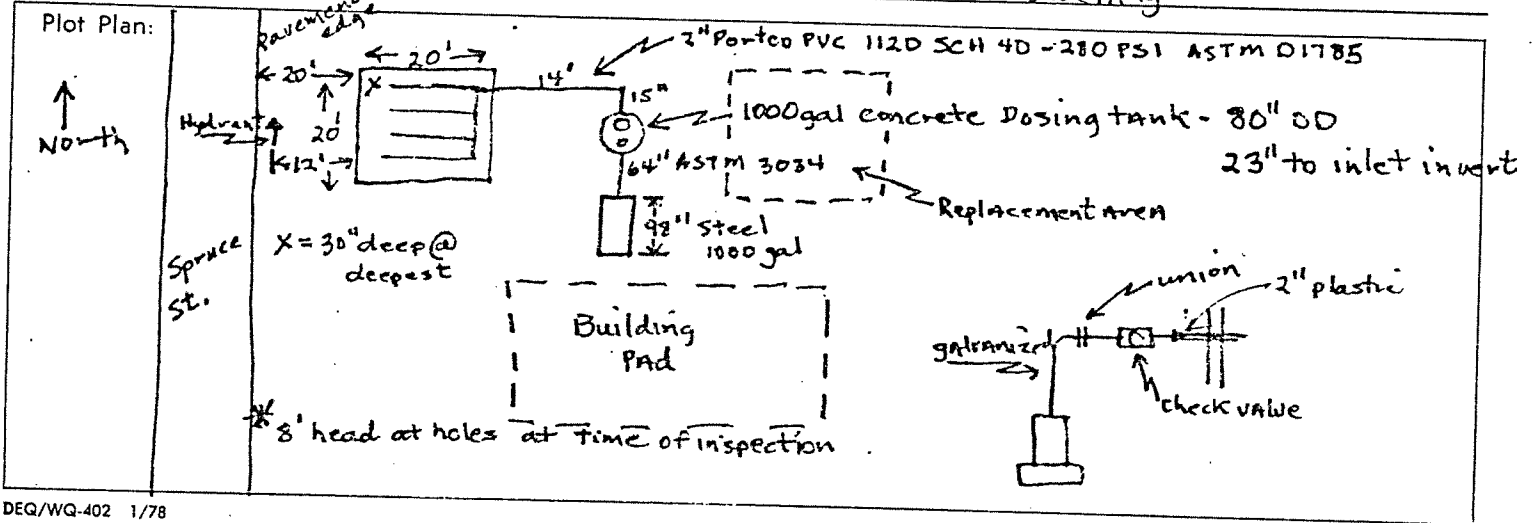 Plot Plan:
pavement
edge
20'
20'
2" Portco PVC 1120 SCH 40 - 280 PSI ASTM D1785
14'
X
15"
North
Hydrant
20'
12'
1000gal concrete Dosing tank - 80" OD
23" to inlet invert
64" ASTM 3034
Replacement Area
98" Steel
1000 gal
X = 30" deep @
deepest
Spruce
St.
union
2" plastic
Building
PAd
galvanized
check valve
* 8' head at holes at time of inspection.
DEQ/WQ-402 1/78